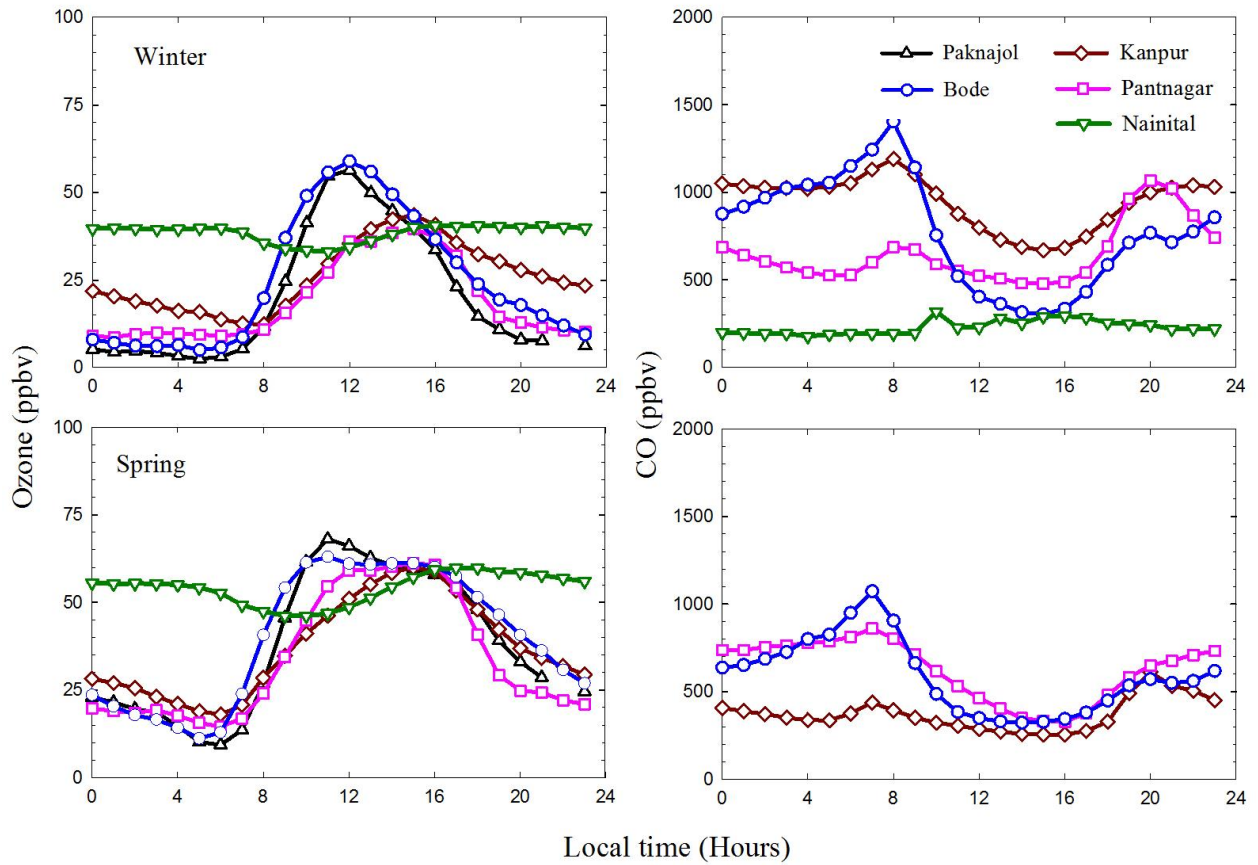 100
75
50
25
0
Winter
0 4 8 12 16 20 24
2000
1500
1000
500
0
Paknajol Kanpur
Bode Pantnagar
Nainital
0 4 8 12 16 20 24
Ozone (ppbv)
CO (ppbv)
100
75
50
25
0
Spring
0 4 8 12 16 20 24
2000
1500
1000
500
0
0 4 8 12 16 20 24
Local time (Hours)